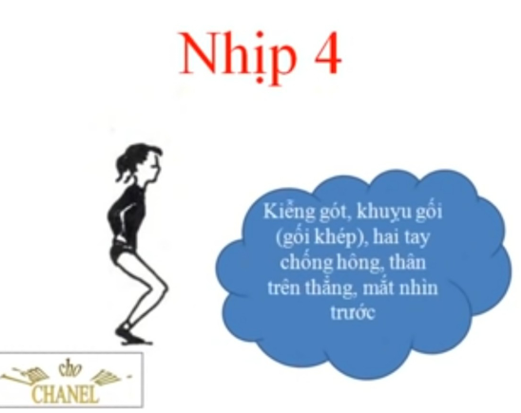 Nhịp 4
Kiễng gót, khuỵu gối
(gối khép), hai tay
chống hông, thân
trên thẳng, mắt nhìn
trước
cho
CHANEL